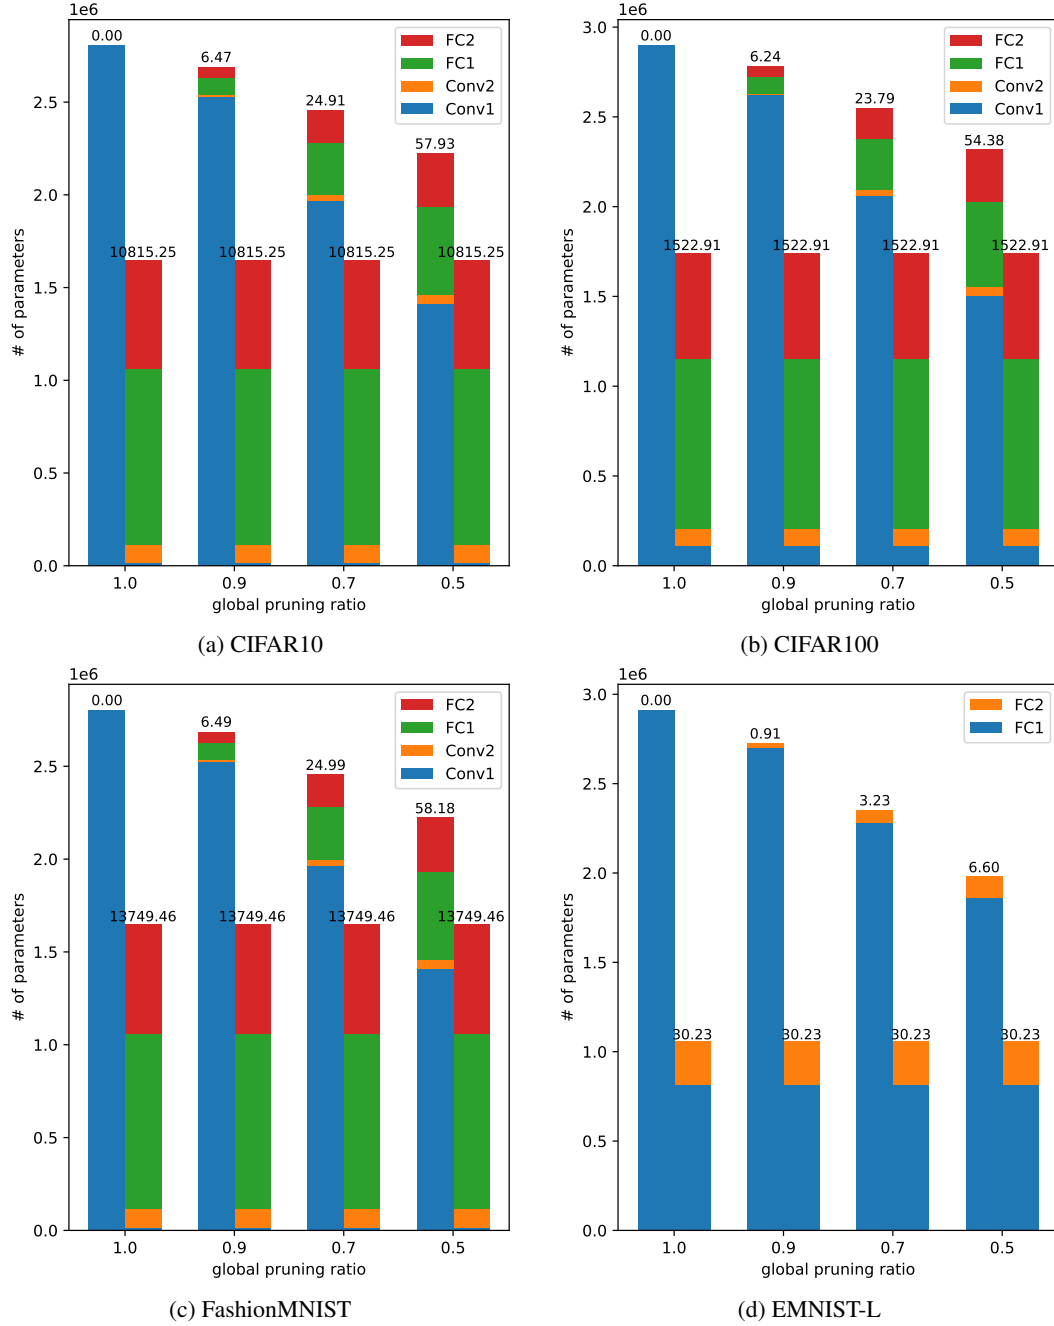 1e6
0.00
6.47
24.91
57.93
FC2
FC1
Conv2
Conv1
10815.25
10815.25
10815.25
10815.25
# of parameters
2.5
2.0
1.5
1.0
0.5
0.0
1.0
0.9
0.7
0.5
global pruning ratio
(a) CIFAR10
1e6
0.00
6.24
23.79
54.38
FC2
FC1
Conv2
Conv1
1522.91
1522.91
1522.91
1522.91
# of parameters
3.0
2.5
2.0
1.5
1.0
0.5
0.0
1.0
0.9
0.7
0.5
global pruning ratio
(b) CIFAR100
1e6
0.00
6.49
24.99
58.18
FC2
FC1
Conv2
Conv1
13749.46
13749.46
13749.46
13749.46
# of parameters
2.5
2.0
1.5
1.0
0.5
0.0
1.0
0.9
0.7
0.5
global pruning ratio
(c) FashionMNIST
1e6
0.00
0.91
3.23
6.60
FC2
FC1
30.23
30.23
30.23
30.23
# of parameters
3.0
2.5
2.0
1.5
1.0
0.5
0.0
1.0
0.9
0.7
0.5
global pruning ratio
(d) EMNIST-L